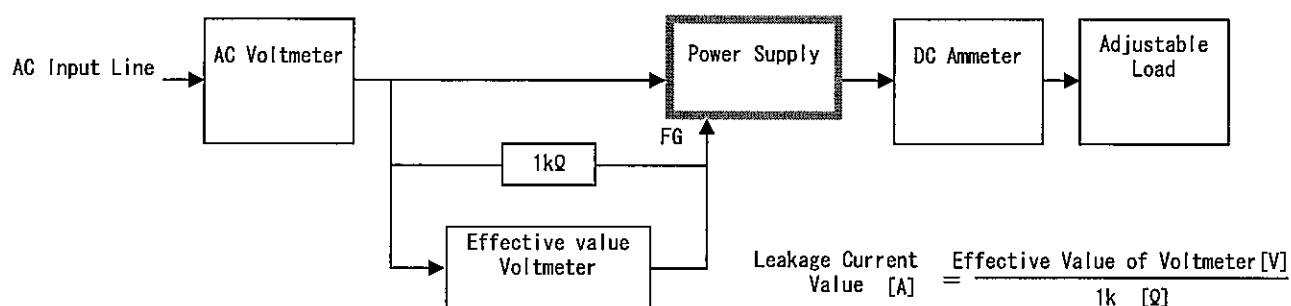 AC Input Line
AC Voltmeter
Power Supply
DC Ammeter
Adjustable
Load
FG
1kΩ
Effective value
Voltmeter
Leakage Current
Value [A]
=
Effective Value of Voltmeter[V]
1k [Ω]